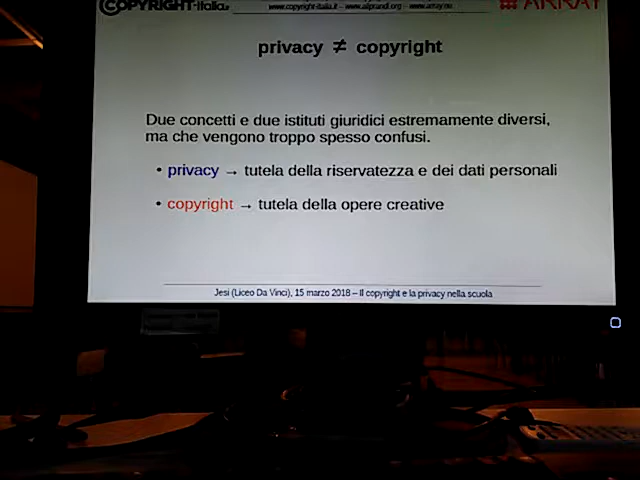 COPYRIGHT-Italia.it
www.copyright-italia.it – www.aliprandi.org – www.array.eu
# ARRAY
privacy ≠ copyright
Due concetti e due istituti giuridici estremamente diversi,
ma che vengono troppo spesso confusi.
• privacy → tutela della riservatezza e dei dati personali
• copyright → tutela della opere creative
Jesi (Liceo Da Vinci), 15 marzo 2018 – Il copyright e la privacy nella scuola